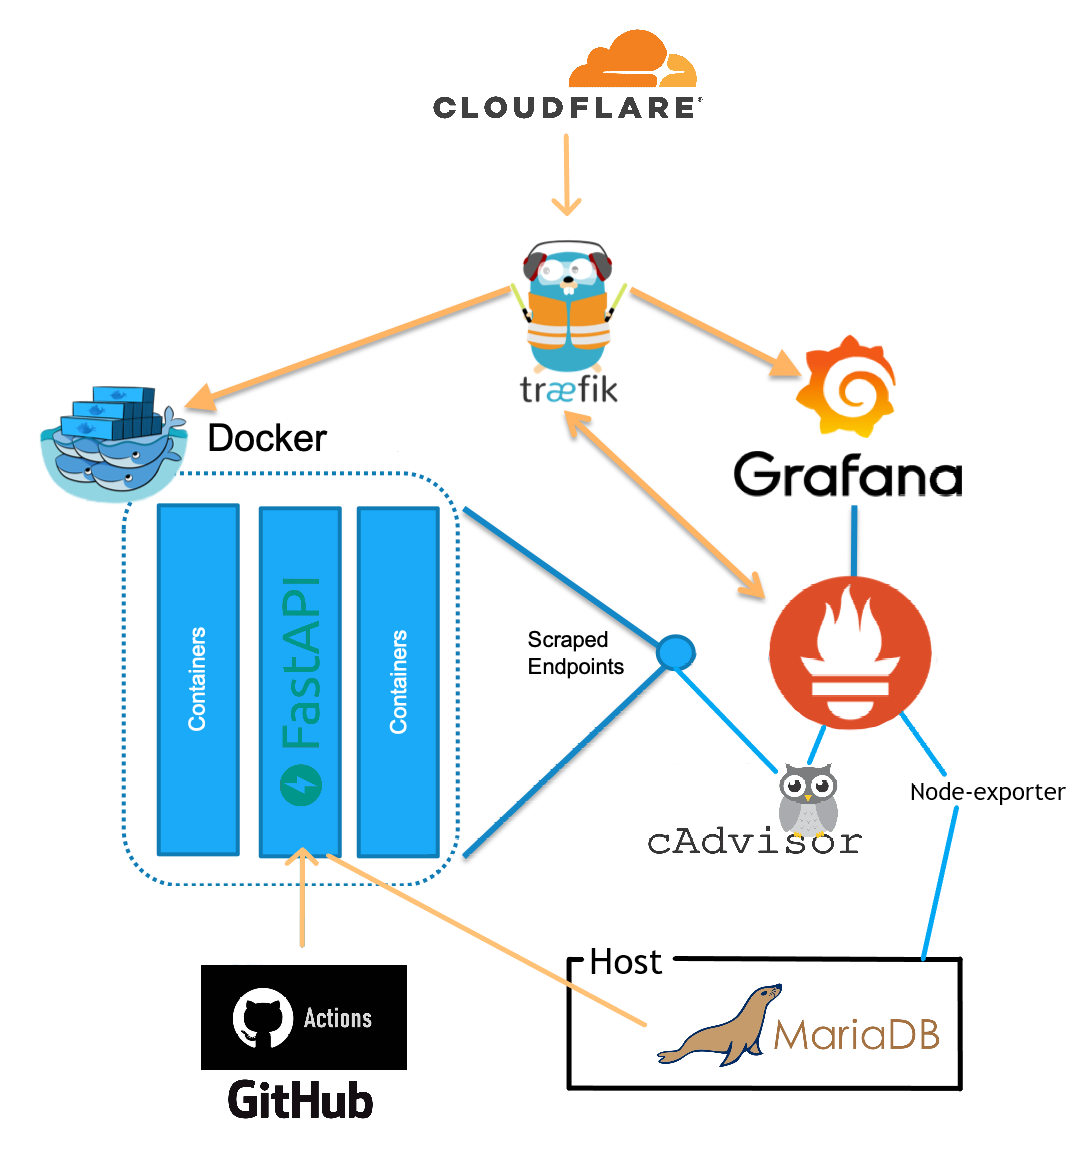 CLOUDFLARE
træfik
Docker
Grafana
Containers
FastAPI
Containers
Scraped
Endpoints
Node-exporter
cAdvisor
Host
MariaDB
Actions
GitHub